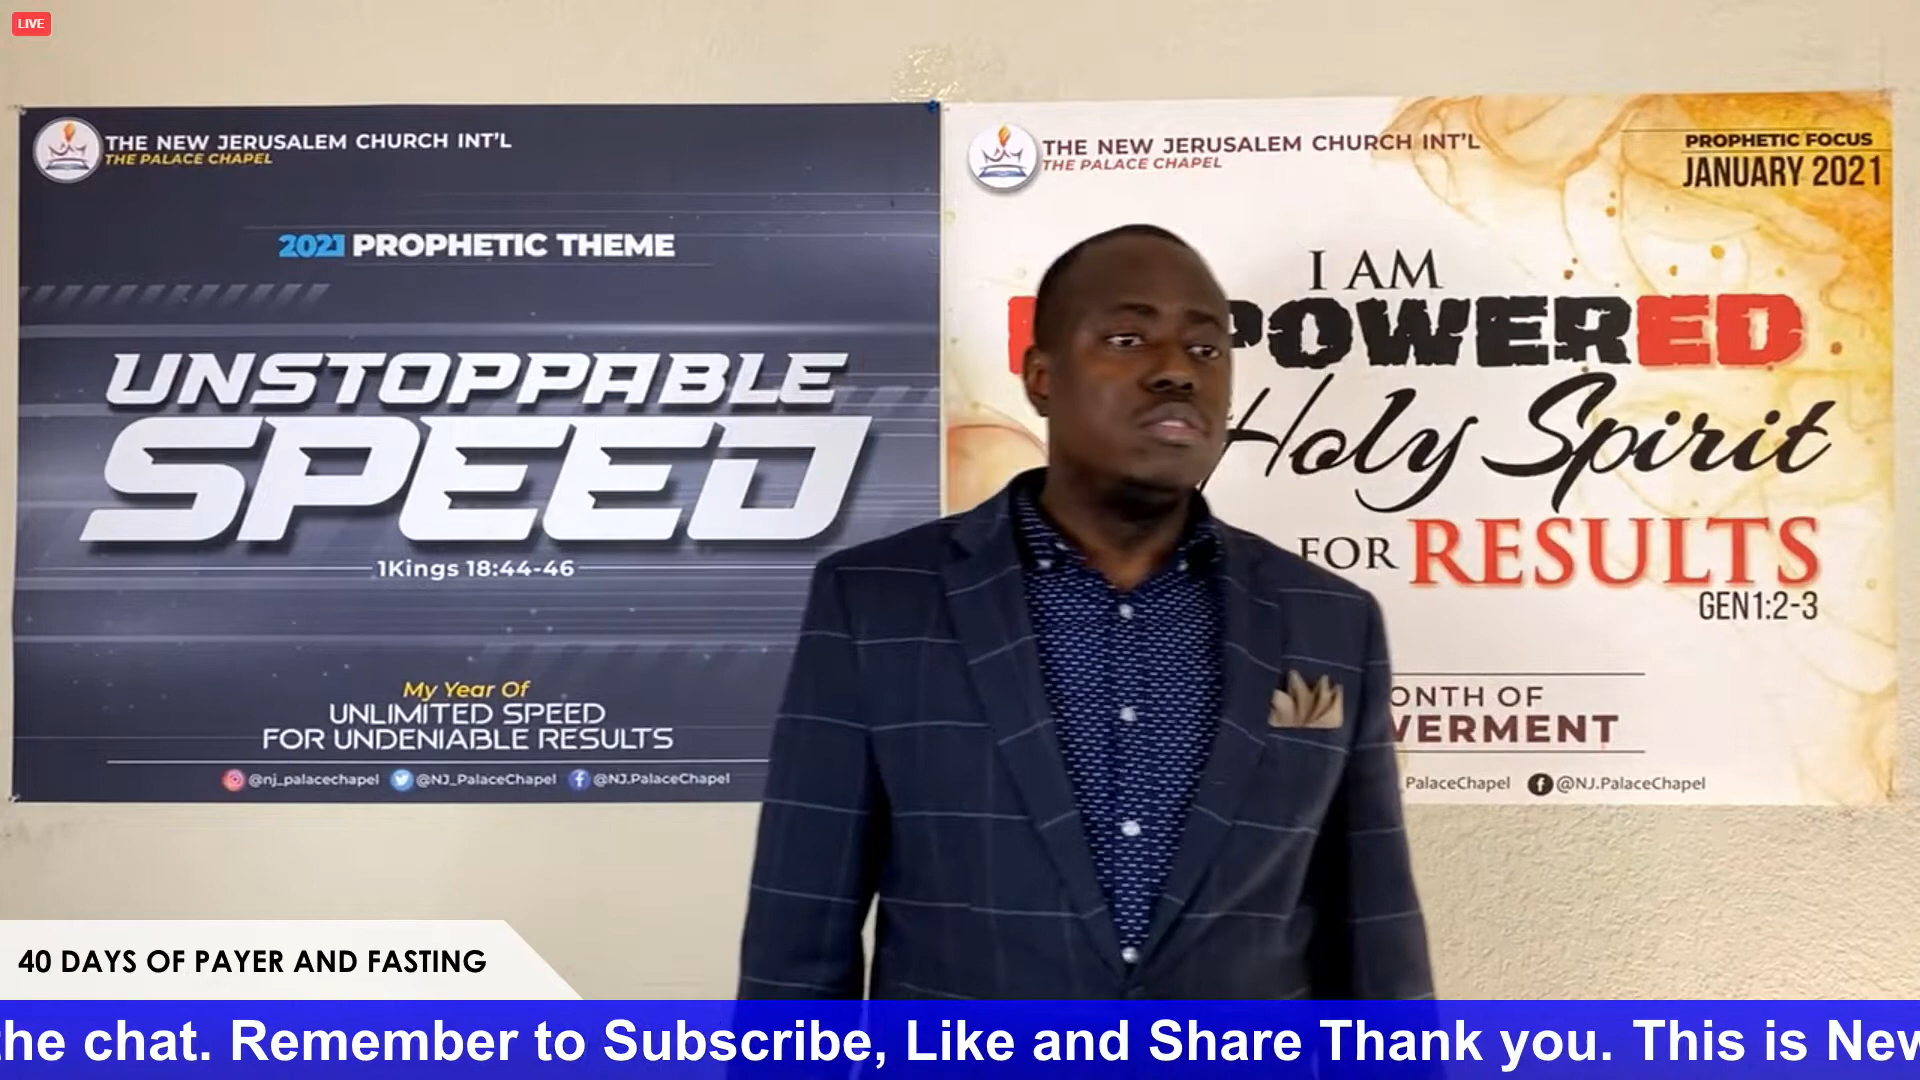 LIVE
THE NEW JERUSALEM CHURCH INT'L
THE PALACE CHAPEL
2021 PROPHETIC THEME
UNSTOPPABLE
SPEED
1Kings 18:44-46
My Year Of
UNLIMITED SPEED
FOR UNDENIABLE RESULTS
@nj_palacechapel @NJ_PalaceChapel @NJ.PalaceChapel
THE NEW JERUSALEM CHURCH INT'L
THE PALACE CHAPEL
PROPHETIC FOCUS
JANUARY 2021
I AM
POWERED
Holy Spirit
FOR RESULTS
GEN1:2-3
ONTH OF
VERMENT
PalaceChapel @NJ.PalaceChapel
40 DAYS OF PAYER AND FASTING
the chat. Remember to Subscribe, Like and Share Thank you. This is New